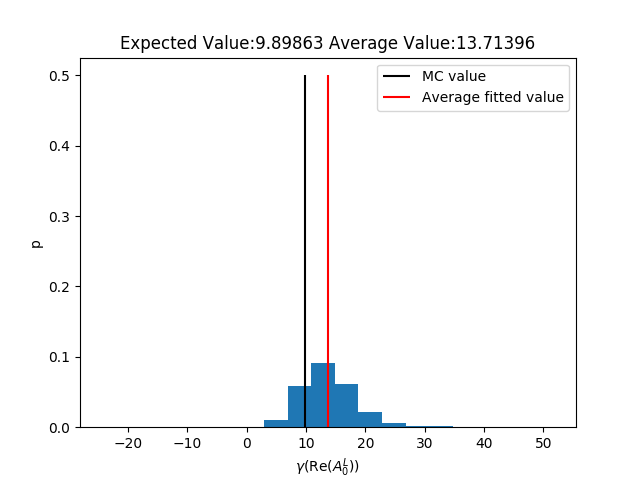 Expected Value:9.89863 Average Value:13.71396
MC value
Average fitted value
0.5
0.4
0.3
0.2
0.1
0.0
p
−20 −10 0 10 20 30 40 50
γ(Re(A₀ᴸ))